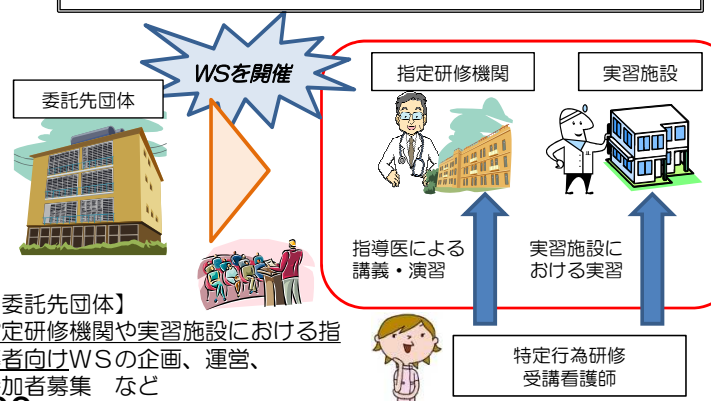 WSを開催
委託先団体
指定研修機関
実習施設
指導医による
講義・演習
実習施設に
おける実習
委託先団体】
定研修機関や実習施設における指
者向けWSの企画、運営、
加者募集　など
特定行為研修
受講看護師